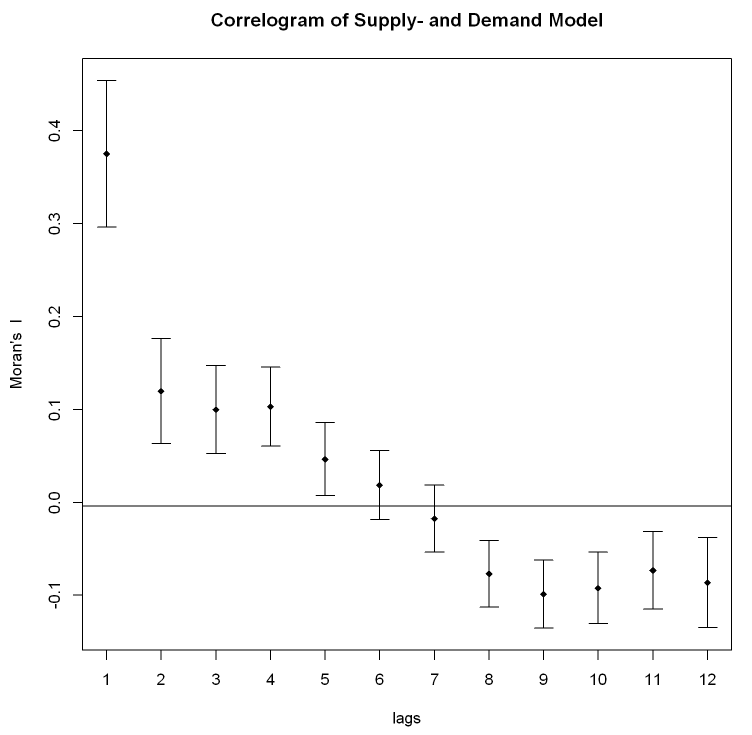 Correlogram of Supply- and Demand Model
Moran's I
0.4
0.3
0.2
0.1
0.0
-0.1
1 2 3 4 5 6 7 8 9 10 11 12
lags